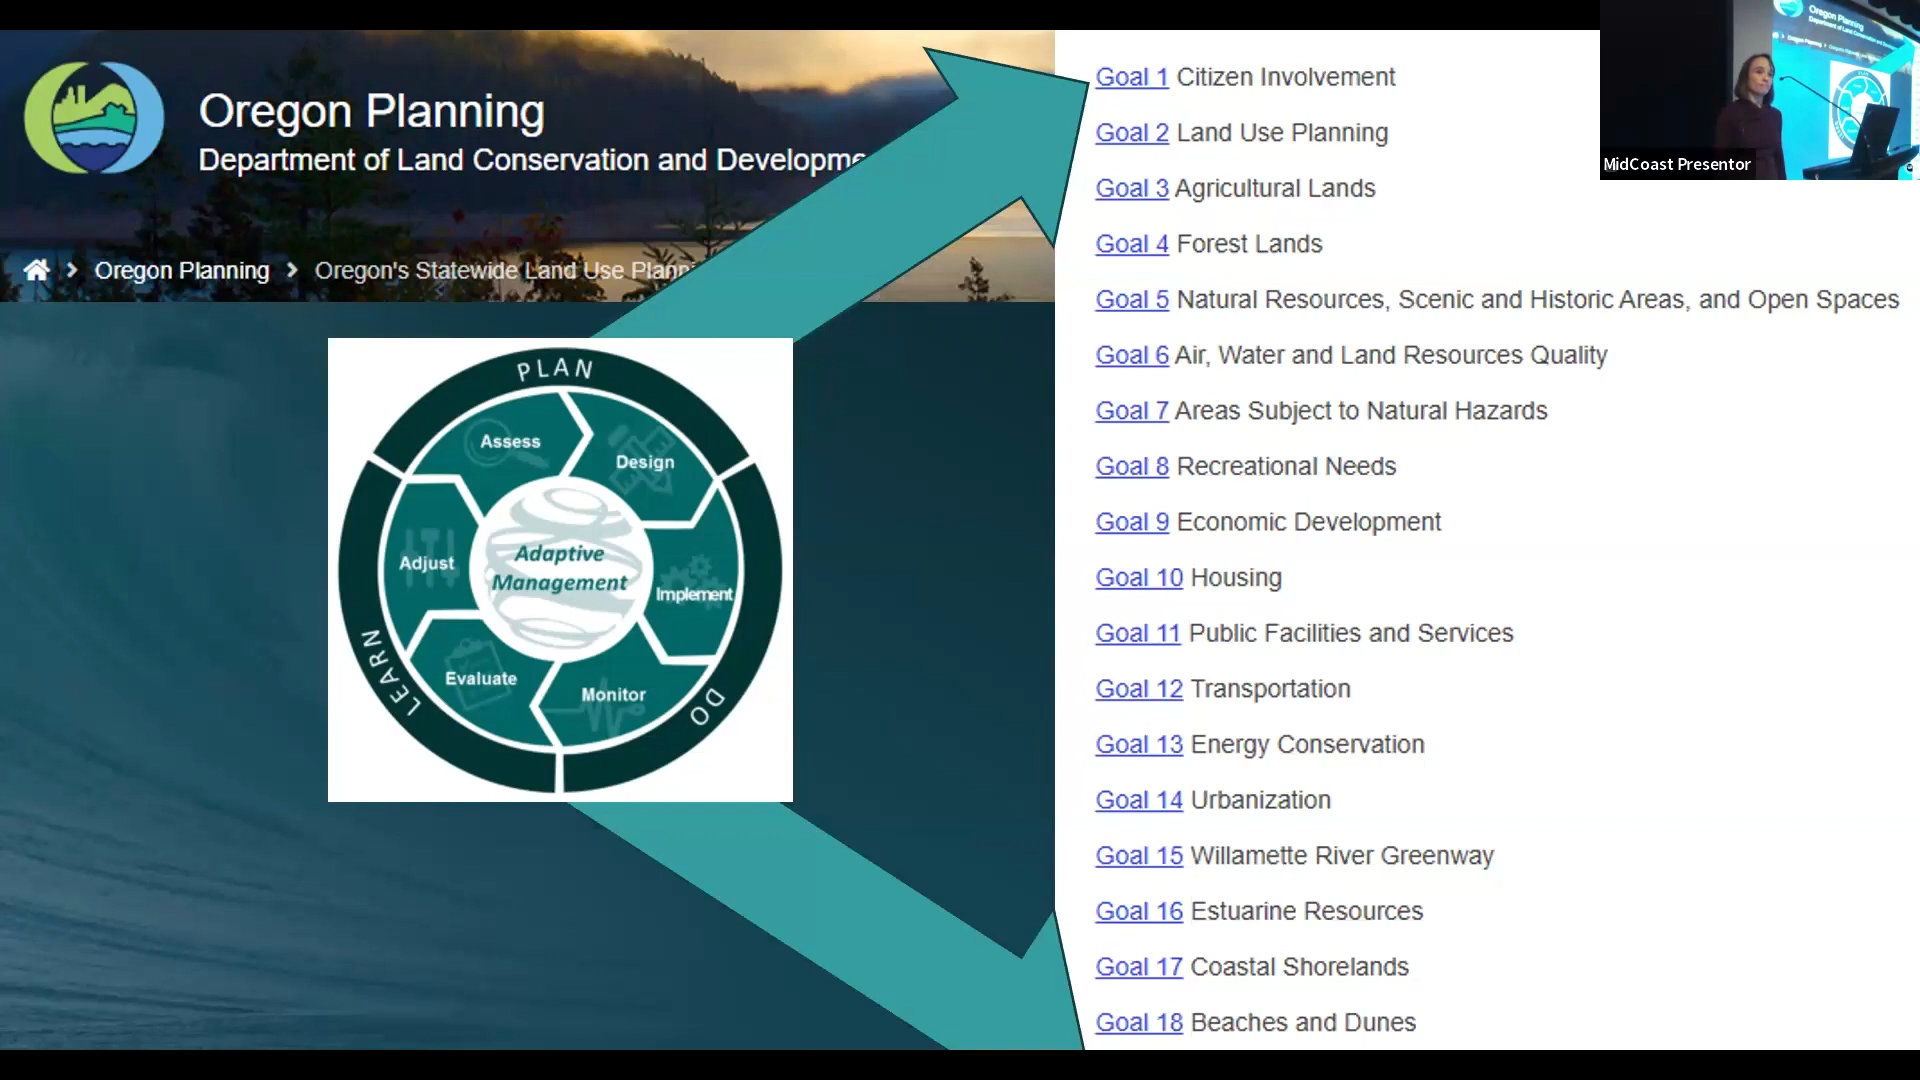 Oregon Planning
Department of Land Conservation and Developme
Oregon Planning
Oregon's Statewide Land Use Planni
PLAN
Assess
Design
Adjust
Adaptive
Management
Implement
Evaluate
Monitor
LEARN
DO
Goal 1 Citizen Involvement
Goal 2 Land Use Planning
Goal 3 Agricultural Lands
Goal 4 Forest Lands
Goal 5 Natural Resources, Scenic and Historic Areas, and Open Spaces
Goal 6 Air, Water and Land Resources Quality
Goal 7 Areas Subject to Natural Hazards
Goal 8 Recreational Needs
Goal 9 Economic Development
Goal 10 Housing
Goal 11 Public Facilities and Services
Goal 12 Transportation
Goal 13 Energy Conservation
Goal 14 Urbanization
Goal 15 Willamette River Greenway
Goal 16 Estuarine Resources
Goal 17 Coastal Shorelands
Goal 18 Beaches and Dunes
Oregon Planning
MidCoast Presentor